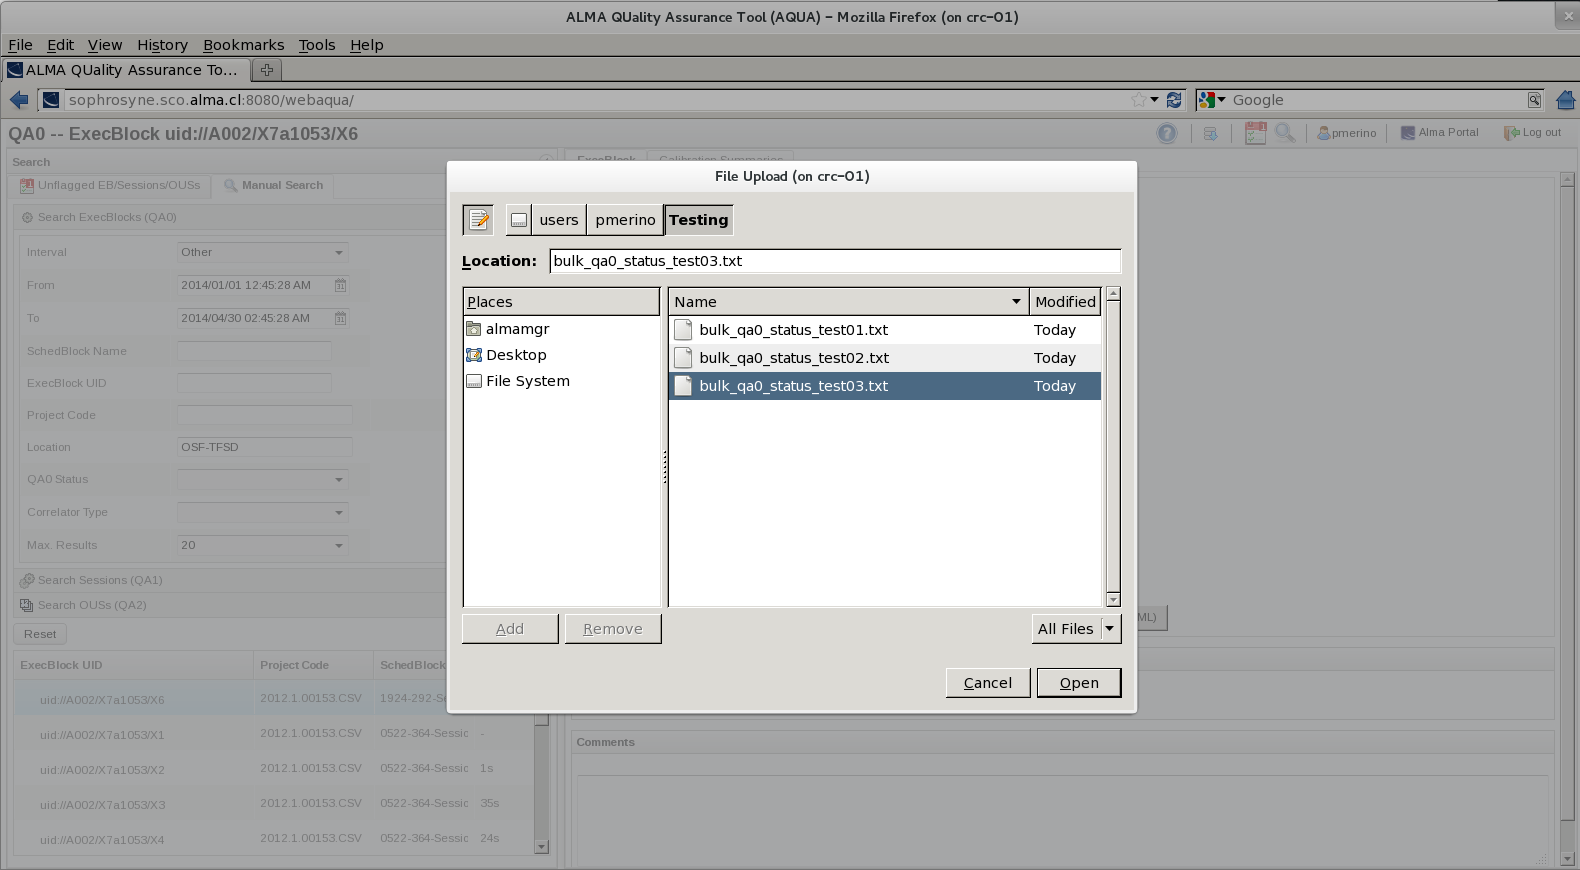 ALMA QUality Assurance Tool (AQUA) – Mozilla Firefox (on crc-01)
File Edit View History Bookmarks Tools Help
ALMA QUality Assurance To...
sophrosyne.sco.alma.cl:8080/webaqua/
Google
QA0 -- ExecBlock uid://A002/X7a1053/X6
pmerino
Alma Portal
Log out
Search
ExecBlock Calibration Summaries
Unflagged EB/Sessions/OUSs
Manual Search
Search ExecBlocks (QA0)
Interval Other
From 2014/01/01 12:45:28 AM
To 2014/04/30 02:45:28 AM
SchedBlock Name
ExecBlock UID
Project Code
Location OSF-TFSD
QA0 Status
Correlator Type
Max. Results 20
Search Sessions (QA1)
Search OUSs (QA2)
Reset
ExecBlock UID Project Code SchedBlock
uid://A002/X7a1053/X6 2012.1.00153.CSV 1924-292-Se
uid://A002/X7a1053/X1 2012.1.00153.CSV 0522-364-Sessic -
uid://A002/X7a1053/X2 2012.1.00153.CSV 0522-364-Sessic 1s
uid://A002/X7a1053/X3 2012.1.00153.CSV 0522-364-Sessic 35s
uid://A002/X7a1053/X4 2012.1.00153.CSV 0522-364-Sessic 24s
File Upload (on crc-01)
users pmerino Testing
Location: bulk_qa0_status_test03.txt
Places
almamgr
Desktop
File System
Name Modified
bulk_qa0_status_test01.txt Today
bulk_qa0_status_test02.txt Today
bulk_qa0_status_test03.txt Today
Add Remove
All Files
Cancel Open
ML)
Comments